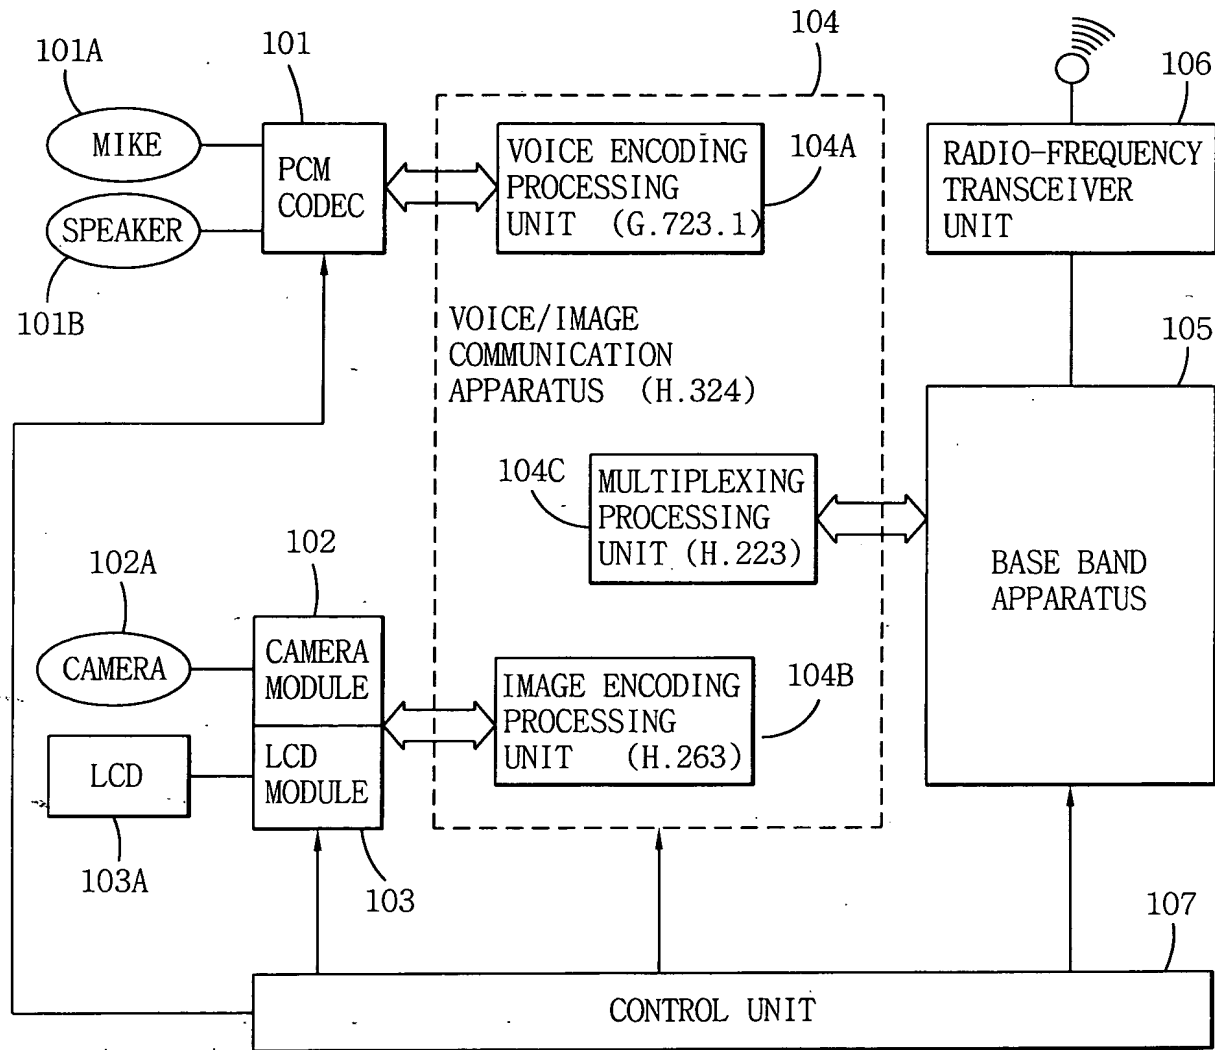 101A
101
104
106
MIKE
SPEAKER
101B
PCM
CODEC
VOICE ENCODING
PROCESSING
UNIT (G.723.1)
104A
RADIO-FREQUENCY
TRANSCEIVER
UNIT
VOICE/IMAGE
COMMUNICATION
APPARATUS (H.324)
105
104C
MULTIPLEXING
PROCESSING
UNIT (H.223)
BASE BAND
APPARATUS
102A
102
CAMERA
CAMERA
MODULE
LCD
LCD
MODULE
103A
103
IMAGE ENCODING
PROCESSING
UNIT (H.263)
104B
107
CONTROL UNIT